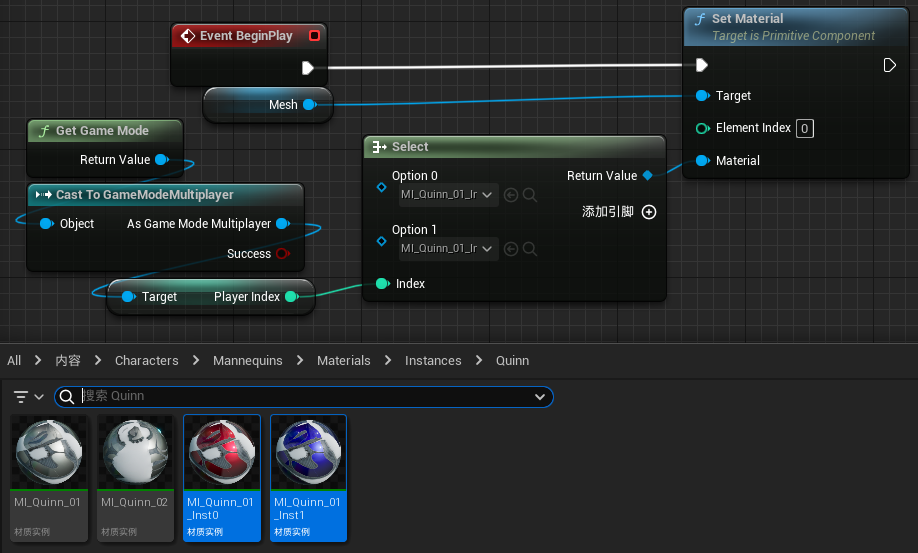 Event BeginPlay
Set Material
Target is Primitive Component
Mesh
Target
Element Index 0
Material
Get Game Mode
Return Value
Cast To GameModeMultiplayer
Object
As Game Mode Multiplayer
Success
Target
Player Index
Select
Option 0
Return Value
MI_Quinn_01_Ir
添加引脚
Option 1
MI_Quinn_01_Ir
Index
All > 内容 > Characters > Mannequins > Materials > Instances > Quinn
搜索 Quinn
MI_Quinn_01
材质实例
MI_Quinn_02
材质实例
MI_Quinn_01
_Inst0
材质实例
MI_Quinn_01
_Inst1
材质实例